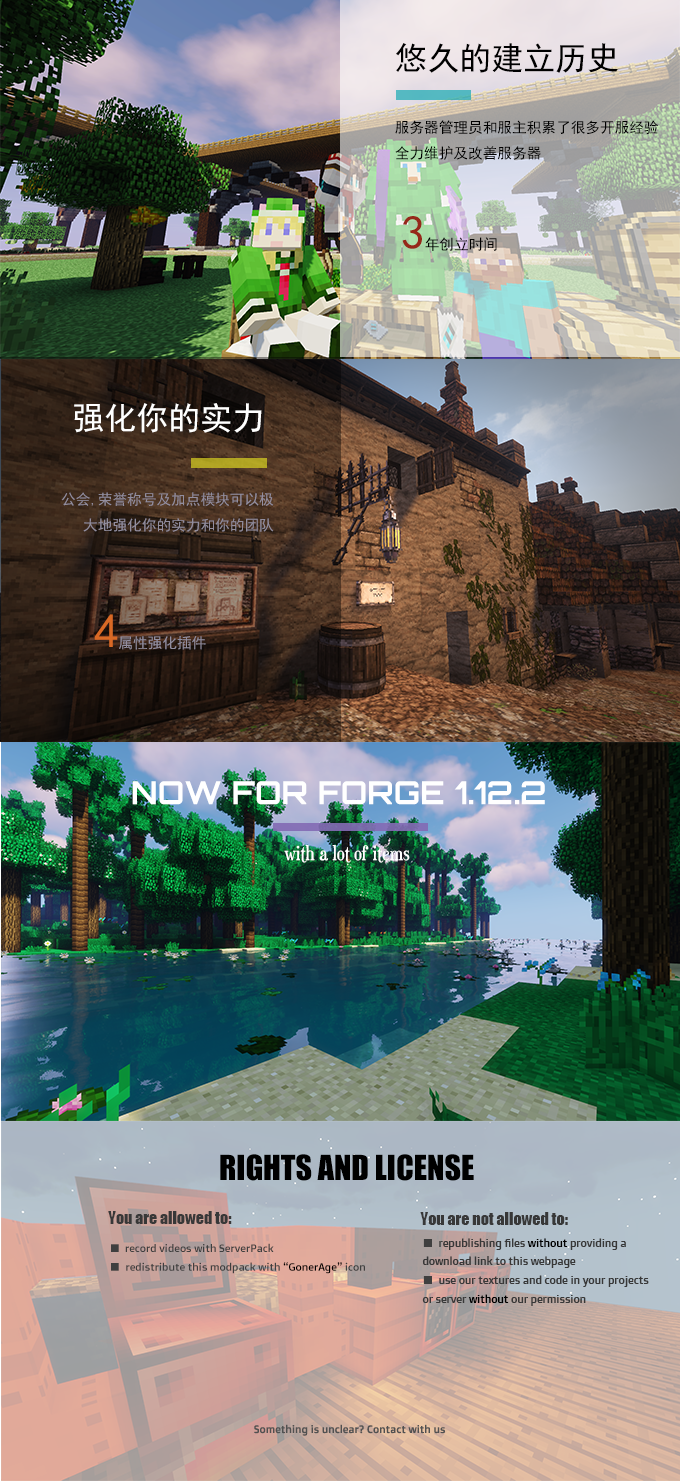 悠久的建立历史
服务器管理员和服主积累了很多开服经验
全力维护及改善服务器
3年创立时间
强化你的实力
公会, 荣誉称号及加点模块可以极
大地强化你的实力和你的团队
4属性强化插件
NOW FOR FORGE 1.12.2
with a lot of items
RIGHTS AND LICENSE
You are allowed to:
■ record videos with ServerPack
■ redistribute this modpack with “GonerAge” icon
You are not allowed to:
■ republishing files without providing a
download link to this webpage
■ use our textures and code in your projects
or server without our permission
Something is unclear? Contact with us